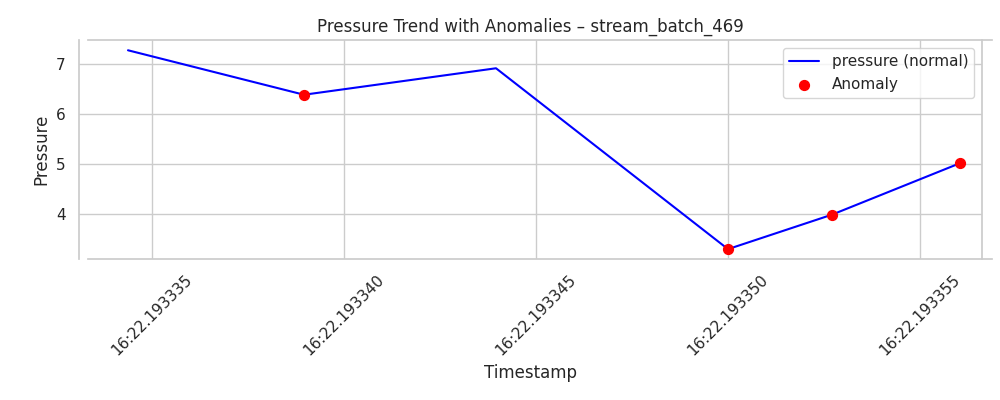 Pressure Trend with Anomalies – stream_batch_469
pressure (normal)
Anomaly
Pressure
7
6
5
4
16:22.193335
16:22.193340
16:22.193345
16:22.193350
16:22.193355
Timestamp